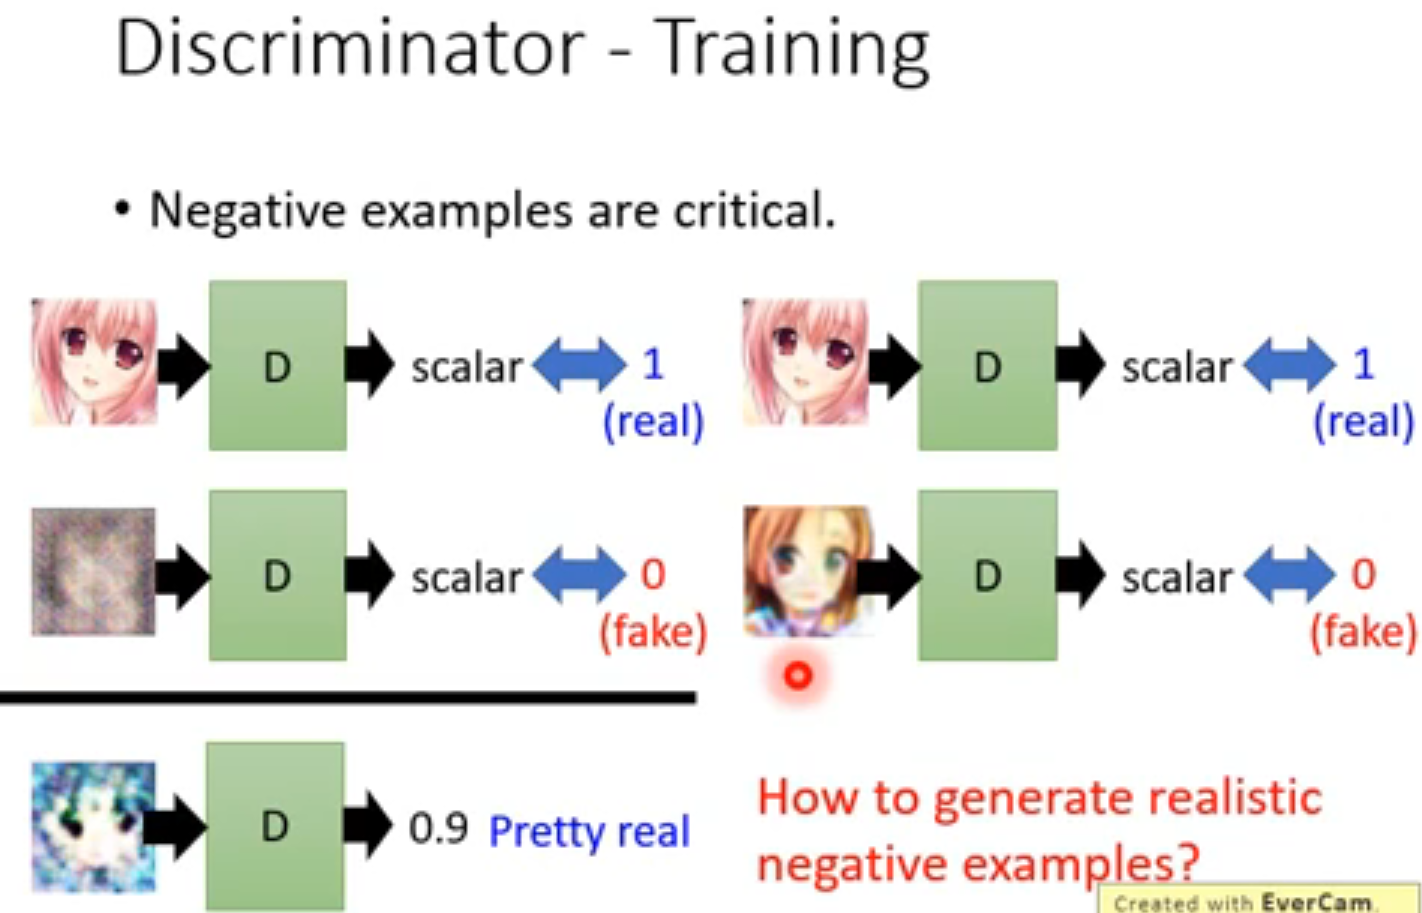 Discriminator - Training
• Negative examples are critical.
D scalar 1
(real)
D scalar 1
(real)
D scalar 0
(fake)
D scalar 0
(fake)
D 0.9 Pretty real
How to generate realistic
negative examples?
Created with EverCam.